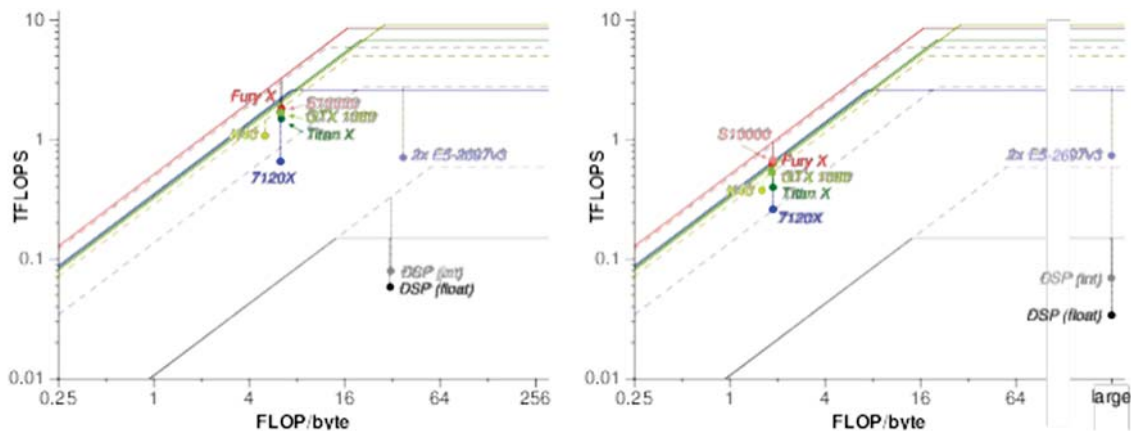 10
1
0.1
0.01
TFLOPS
Fury X
S10000
GTX 1080
Titan X
7120X
2x E5-2697v3
DSP (int)
DSP (float)
0.25 1 4 16 64 256
FLOP/byte
10
1
0.1
0.01
TFLOPS
S10000
Fury X
GTX 1080
Titan X
7120X
2x E5-2697v3
DSP (int)
DSP (float)
0.25 1 4 16 64 large
FLOP/byte